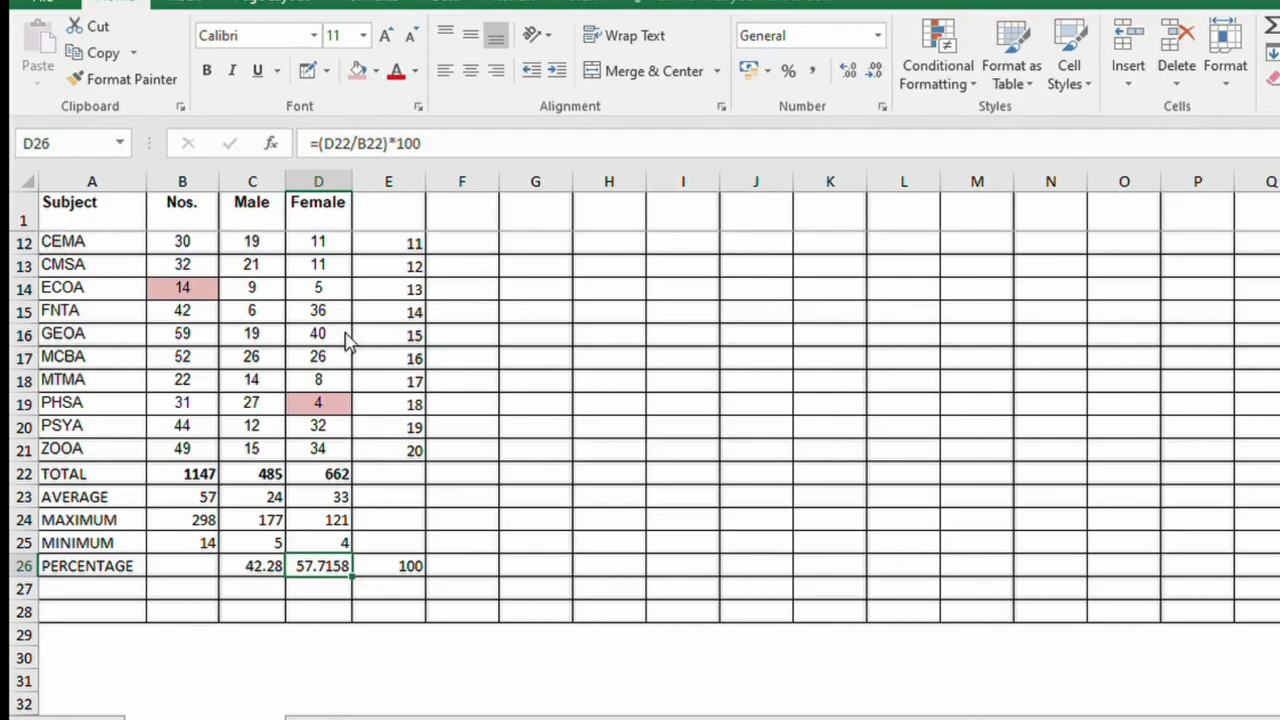 Cut
Copy
Paste
Format Painter
Clipboard
Calibri 11
B I U
Font
Wrap Text
Merge & Center
Alignment
General
Number
Conditional Formatting
Format as Table
Cell Styles
Styles
Insert Delete Format
Cells
D26 fx =(D22/B22)*100
A B C D E F G H I J K L M N O P Q
1 Subject Nos. Male Female
12 CEMA 30 19 11 11
13 CMSA 32 21 11 12
14 ECOA 14 9 5 13
15 FNTA 42 6 36 14
16 GEOA 59 19 40 15
17 MCBA 52 26 26 16
18 MTMA 22 14 8 17
19 PHSA 31 27 4 18
20 PSYA 44 12 32 19
21 ZOOA 49 15 34 20
22 TOTAL 1147 485 662
23 AVERAGE 57 24 33
24 MAXIMUM 298 177 121
25 MINIMUM 14 5 4
26 PERCENTAGE 42.28 57.7158 100
27
28
29
30
31
32